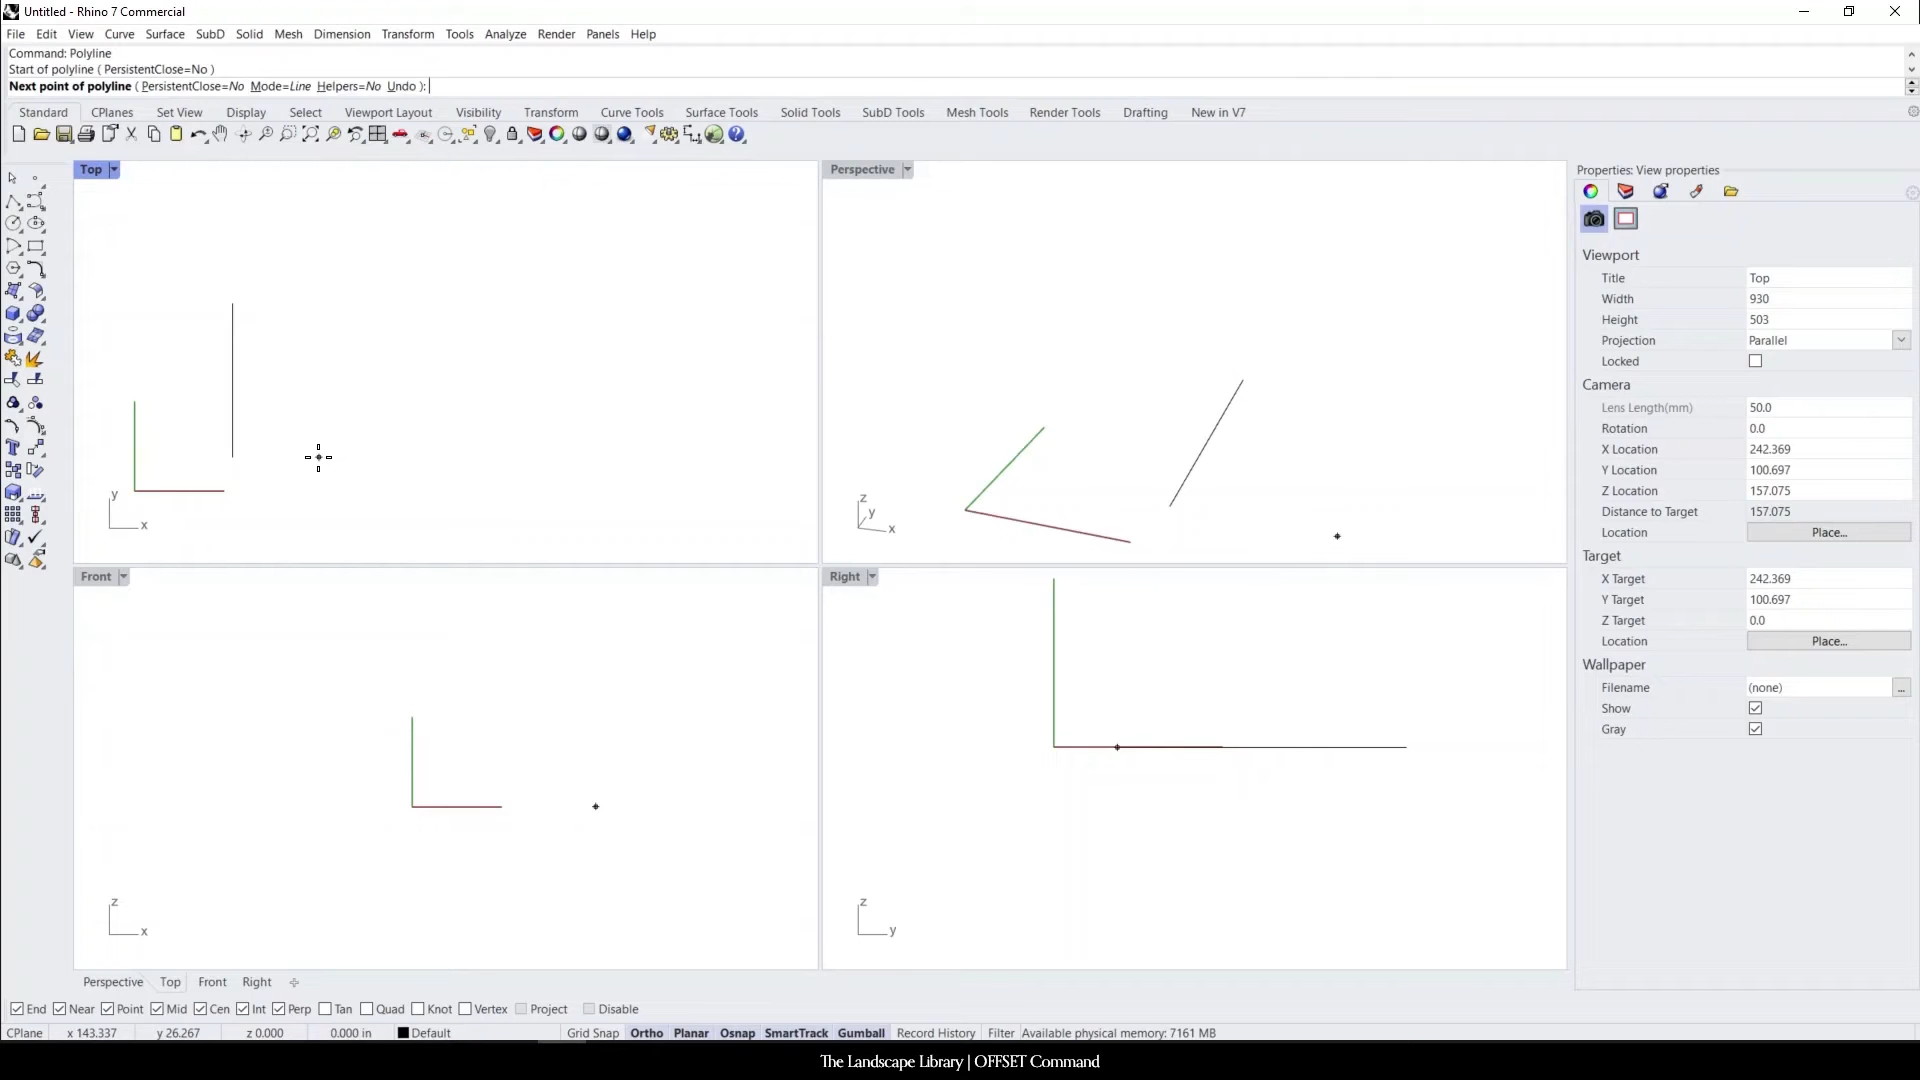 Untitled - Rhino 7 Commercial
File Edit View Curve Surface SubD Solid Mesh Dimension Transform Tools Analyze Render Panels Help
Command: Polyline
Start of polyline ( PersistentClose=No )
Next point of polyline ( PersistentClose=No Mode=Line Helpers=No Undo ):
Standard CPlanes Set View Display Select Viewport Layout Visibility Transform Curve Tools Surface Tools Solid Tools SubD Tools Mesh Tools Render Tools Drafting New in V7
Top
y
x
Perspective
z
y
x
Front
z
x
Right
z
y
Properties: View properties
Viewport
Title Top
Width 930
Height 503
Projection Parallel
Locked
Camera
Lens Length(mm) 50.0
Rotation 0.0
X Location 242.369
Y Location 100.697
Z Location 157.075
Distance to Target 157.075
Location Place...
Target
X Target 242.369
Y Target 100.697
Z Target 0.0
Location Place...
Wallpaper
Filename (none) ...
Show
Gray
Perspective Top Front Right
End Near Point Mid Cen Int Perp Tan Quad Knot Vertex Project Disable
CPlane x 143.337 y 26.267 z 0.000 0.000 in Default Grid Snap Ortho Planar Osnap SmartTrack Gumball Record History Filter Available physical memory: 7161 MB
The Landscape Library | OFFSET Command